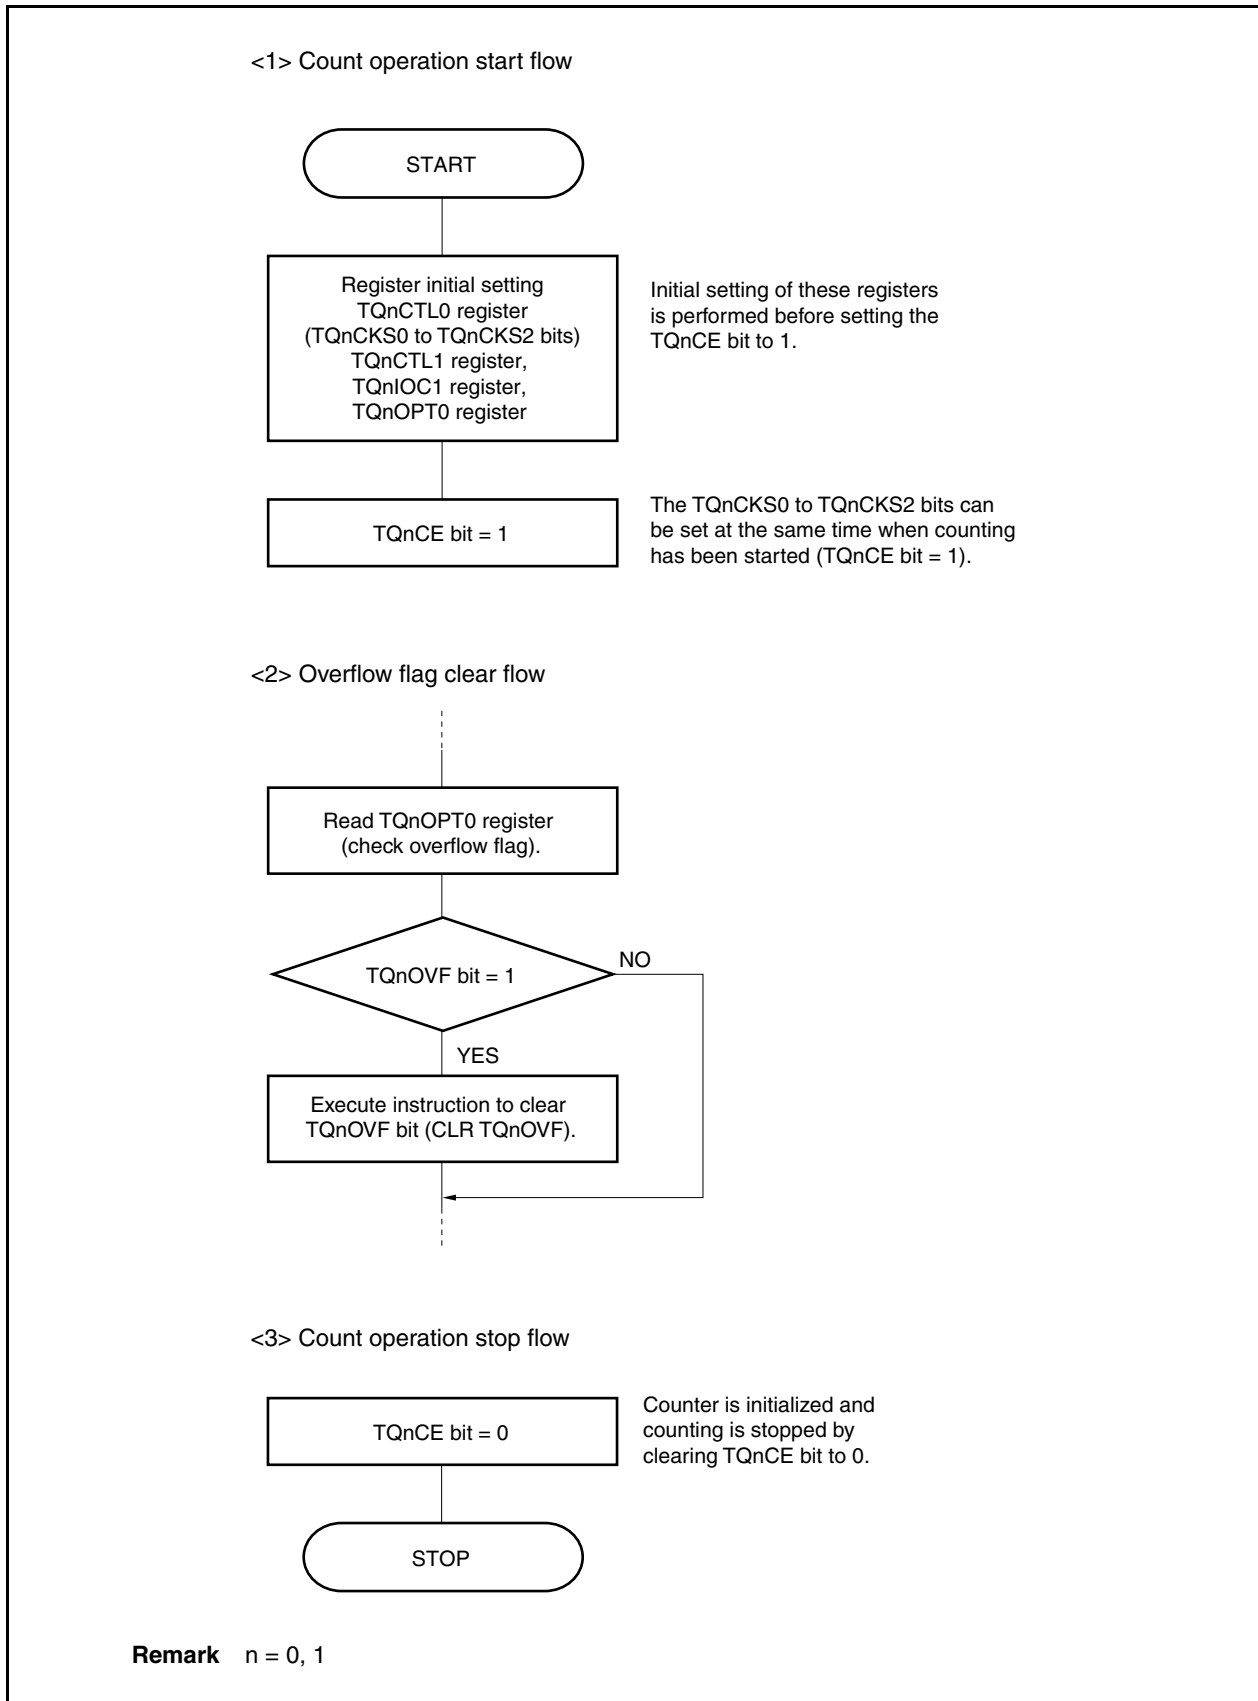 <1> Count operation start flow
START
Register initial setting
TQnCTL0 register
(TQnCKS0 to TQnCKS2 bits)
TQnCTL1 register,
TQnIOC1 register,
TQnOPT0 register
Initial setting of these registers
is performed before setting the
TQnCE bit to 1.
TQnCE bit = 1
The TQnCKS0 to TQnCKS2 bits can
be set at the same time when counting
has been started (TQnCE bit = 1).
<2> Overflow flag clear flow
Read TQnOPT0 register
(check overflow flag).
TQnOVF bit = 1
NO
YES
Execute instruction to clear
TQnOVF bit (CLR TQnOVF).
<3> Count operation stop flow
TQnCE bit = 0
Counter is initialized and
counting is stopped by
clearing TQnCE bit to 0.
STOP
Remark n = 0, 1